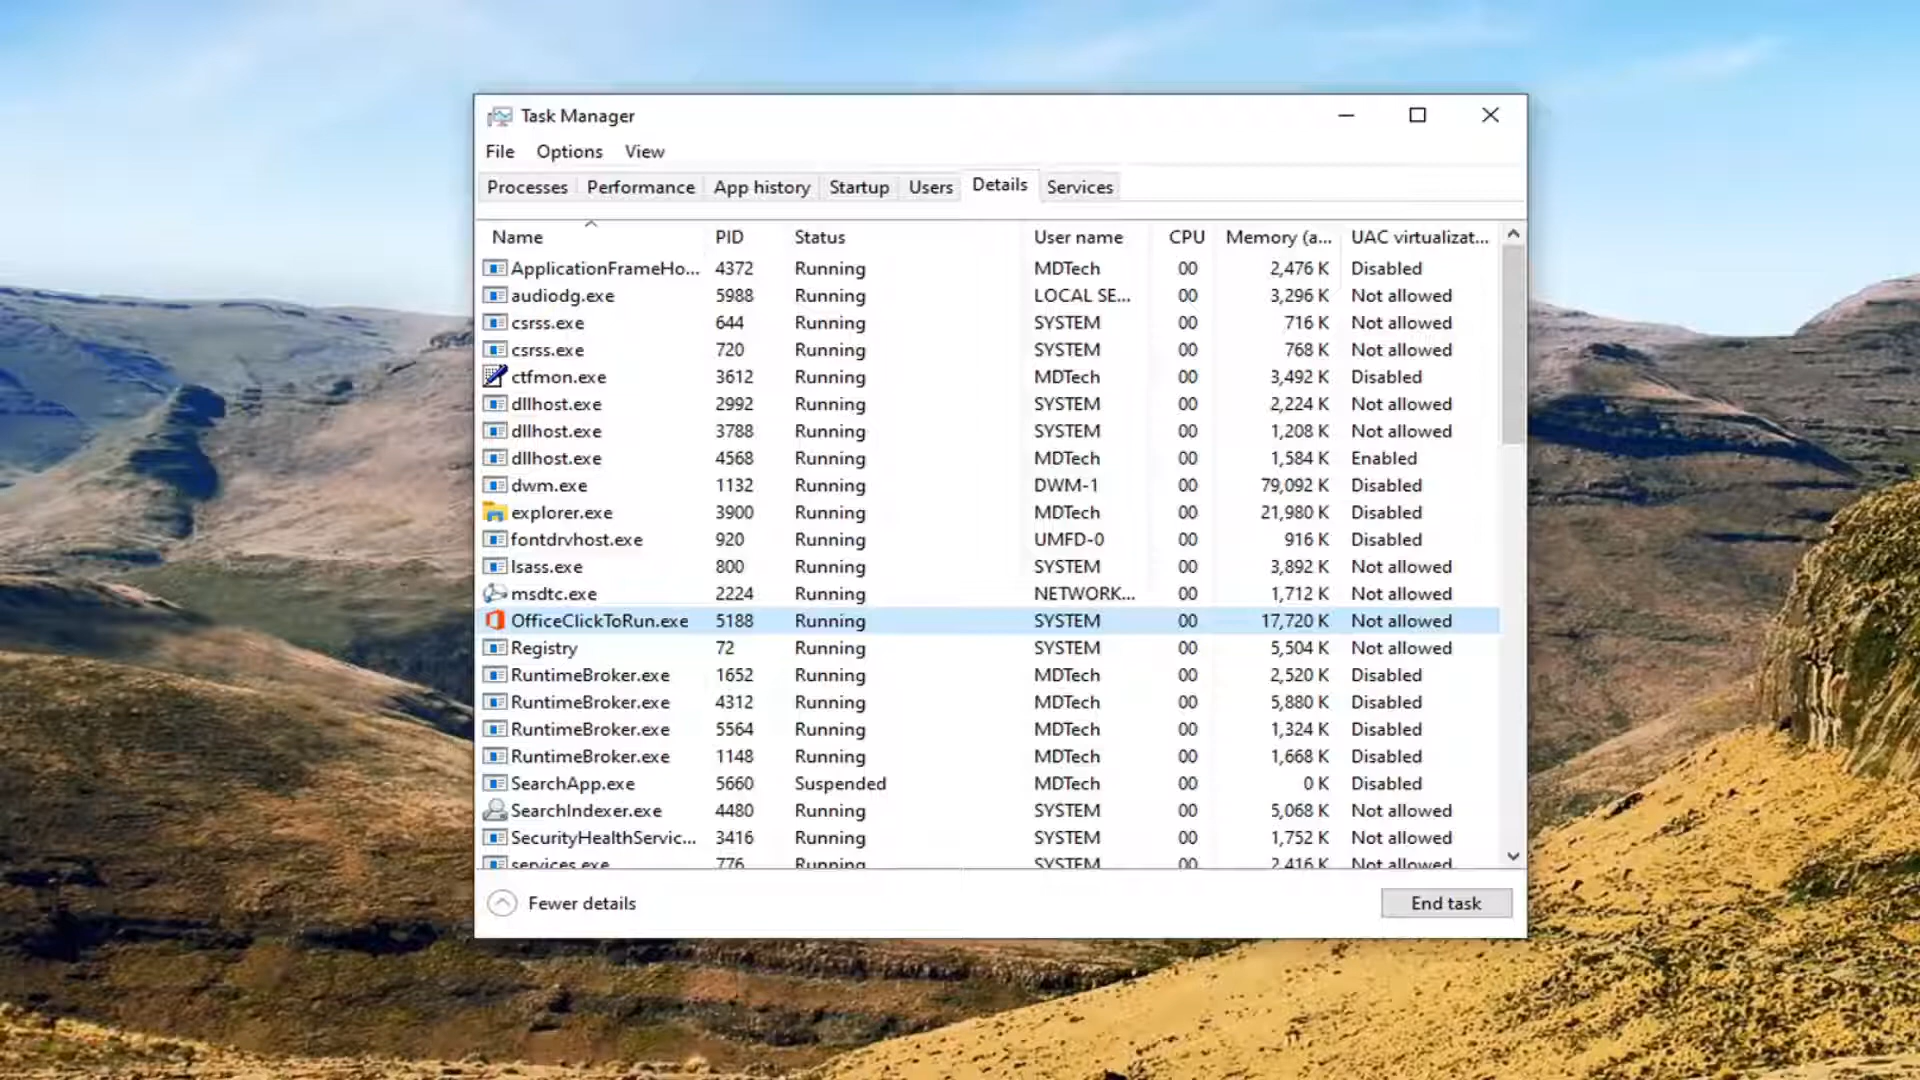 Task Manager
File Options View
Processes Performance App history Startup Users Details Services
Name PID Status User name CPU Memory (a... UAC virtualizat...
ApplicationFrameHo... 4372 Running MDTech 00 2,476 K Disabled
audiodg.exe 5988 Running LOCAL SE... 00 3,296 K Not allowed
csrss.exe 644 Running SYSTEM 00 716 K Not allowed
csrss.exe 720 Running SYSTEM 00 768 K Not allowed
ctfmon.exe 3612 Running MDTech 00 3,492 K Disabled
dllhost.exe 2992 Running SYSTEM 00 2,224 K Not allowed
dllhost.exe 3788 Running SYSTEM 00 1,208 K Not allowed
dllhost.exe 4568 Running MDTech 00 1,584 K Enabled
dwm.exe 1132 Running DWM-1 00 79,092 K Disabled
explorer.exe 3900 Running MDTech 00 21,980 K Disabled
fontdrvhost.exe 920 Running UMFD-0 00 916 K Disabled
lsass.exe 800 Running SYSTEM 00 3,892 K Not allowed
msdtc.exe 2224 Running NETWORK... 00 1,712 K Not allowed
OfficeClickToRun.exe 5188 Running SYSTEM 00 17,720 K Not allowed
Registry 72 Running SYSTEM 00 5,504 K Not allowed
RuntimeBroker.exe 1652 Running MDTech 00 2,520 K Disabled
RuntimeBroker.exe 4312 Running MDTech 00 5,880 K Disabled
RuntimeBroker.exe 5564 Running MDTech 00 1,324 K Disabled
RuntimeBroker.exe 1148 Running MDTech 00 1,668 K Disabled
SearchApp.exe 5660 Suspended MDTech 00 0 K Disabled
SearchIndexer.exe 4480 Running SYSTEM 00 5,068 K Not allowed
SecurityHealthServic... 3416 Running SYSTEM 00 1,752 K Not allowed
services.exe 776 Running SYSTEM 00 2,416 K Not allowed
Fewer details End task